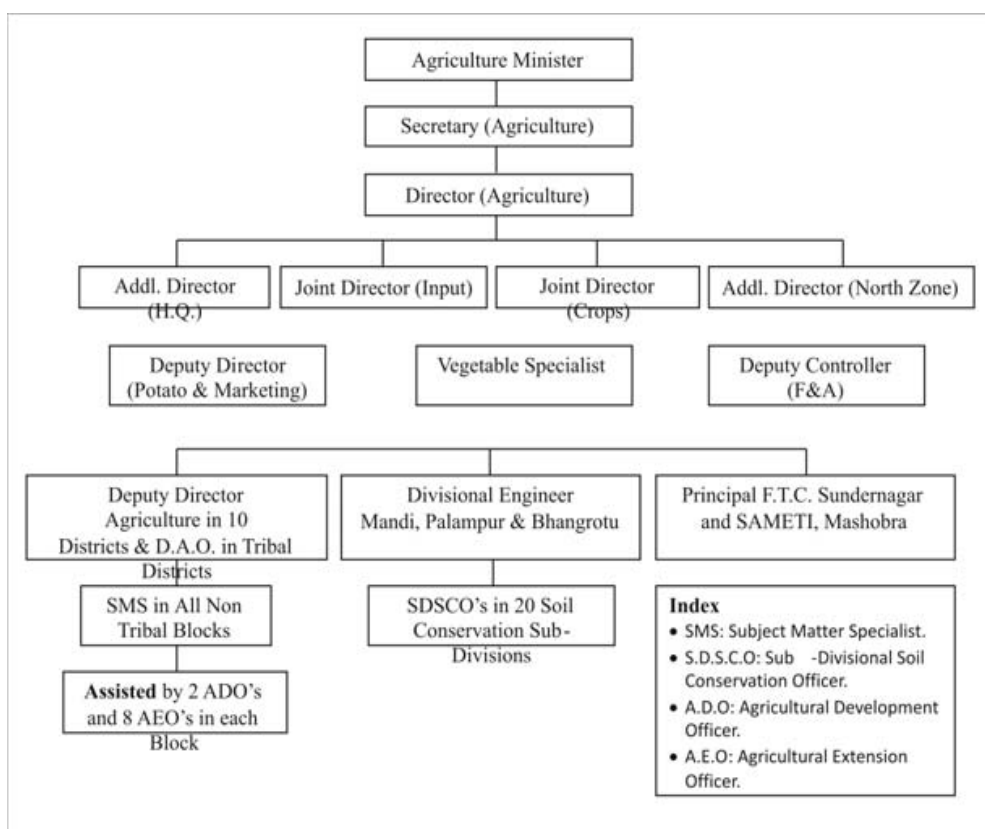 Agriculture Minister
Secretary (Agriculture)
Director (Agriculture)
Addl. Director
(H.Q.)
Joint Director (Input)
Joint Director
(Crops)
Addl. Director (North Zone)
Deputy Director
(Potato & Marketing)
Vegetable Specialist
Deputy Controller
(F&A)
Deputy Director
Agriculture in 10
Districts & D.A.O. in Tribal
Districts
Divisional Engineer
Mandi, Palampur & Bhangrotu
Principal F.T.C. Sundernagar
and SAMETI, Mashobra
SMS in All Non
Tribal Blocks
SDSCO's in 20 Soil
Conservation Sub-
Divisions
Assisted by 2 ADO's
and 8 AEO's in each
Block
Index
• SMS: Subject Matter Specialist.
• S.D.S.C.O: Sub -Divisional Soil
Conservation Officer.
• A.D.O: Agricultural Development
Officer.
• A.E.O: Agricultural Extension
Officer.